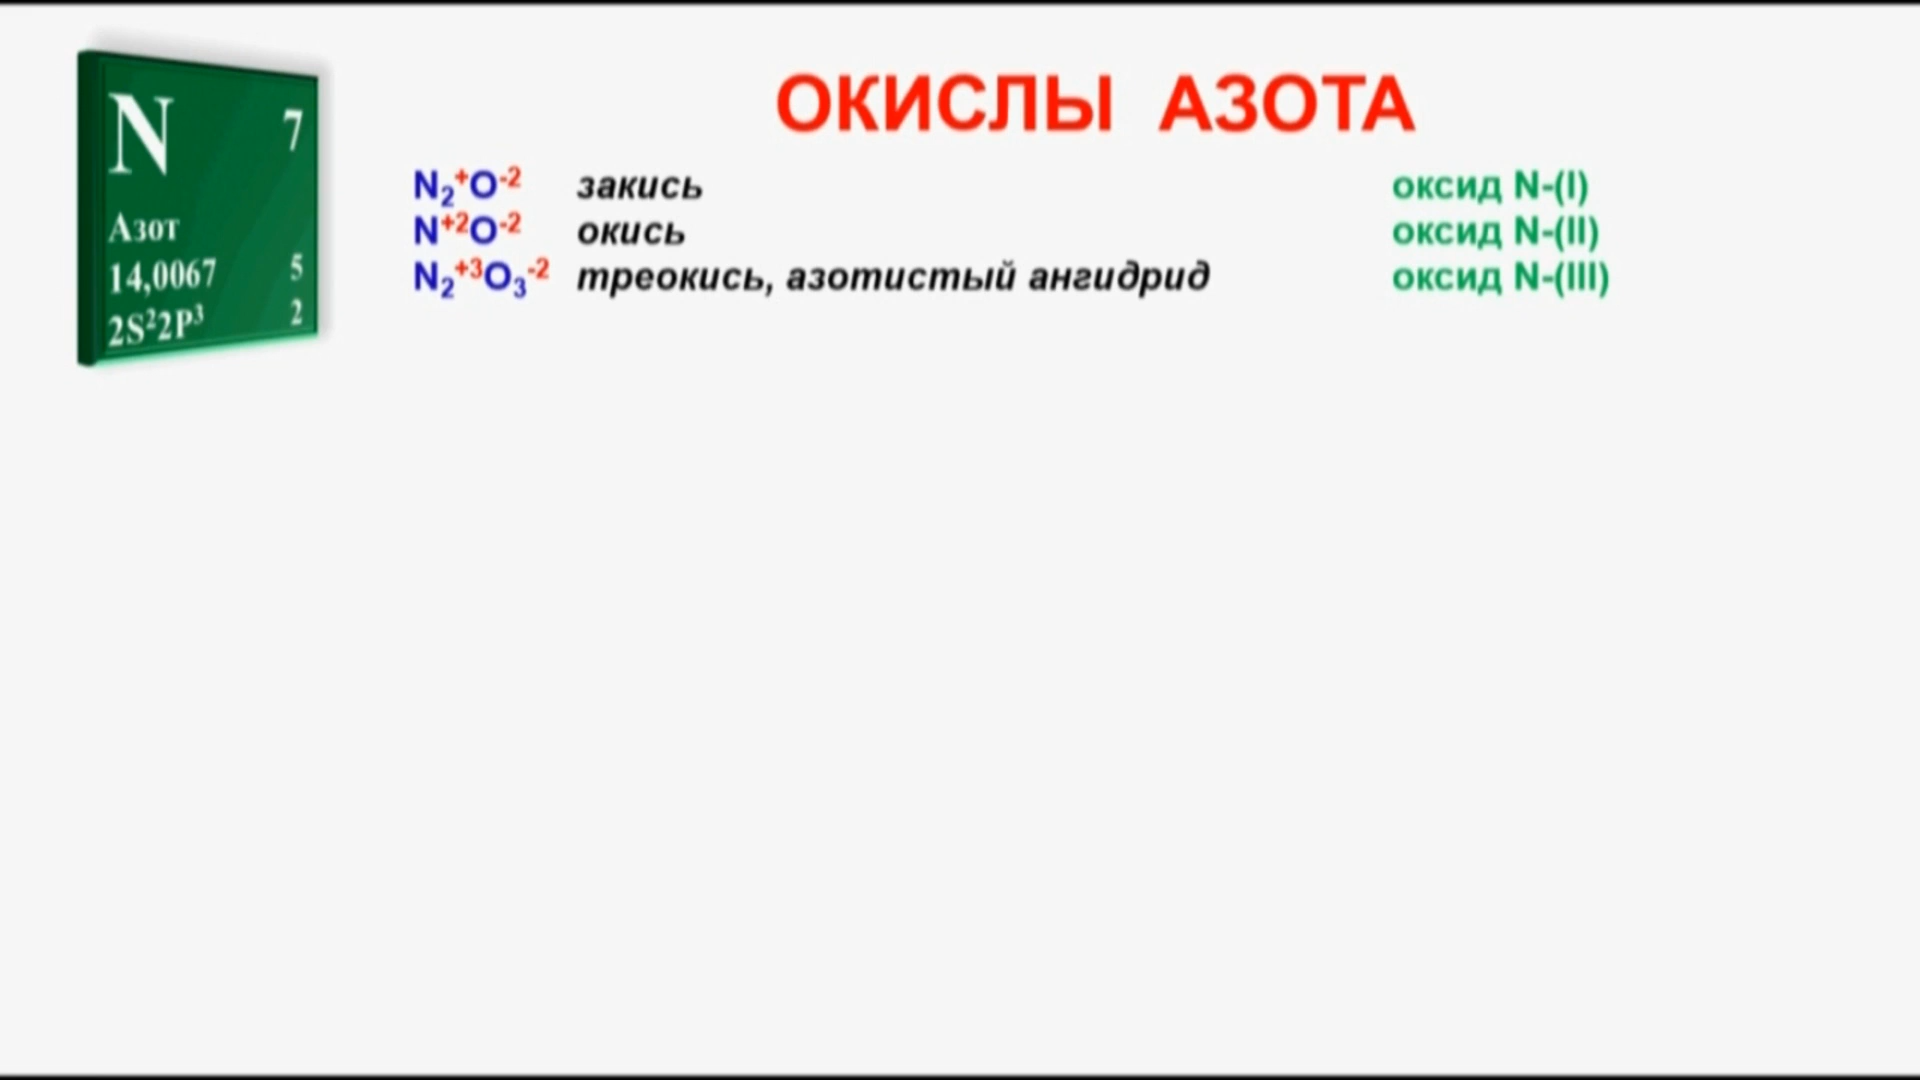 ОКИСЛЫ АЗОТА
N 7
Азот
14,0067 5
2S²2P³ 2
N₂⁺O⁻² закись оксид N-(I)
N⁺²O⁻² окись оксид N-(II)
N₂⁺³O₃⁻² треокись, азотистый ангидрид оксид N-(III)